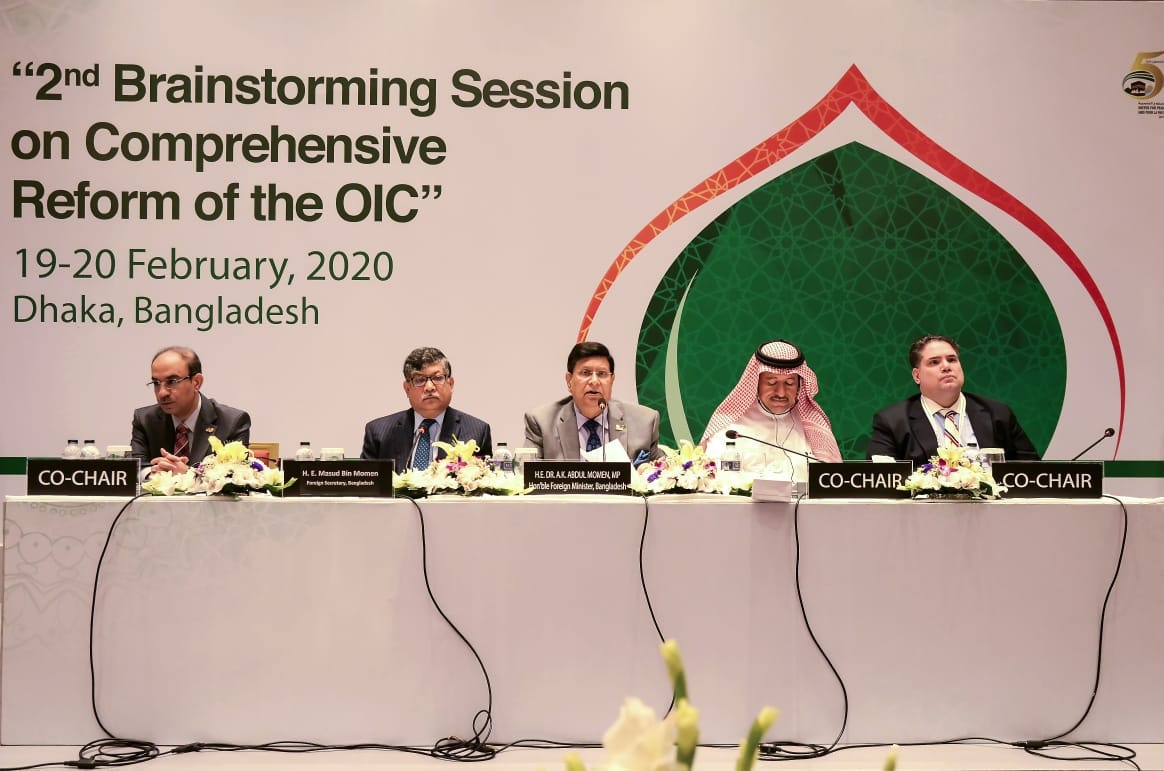 “2nd Brainstorming Session
on Comprehensive
Reform of the OIC”
19-20 February, 2020
Dhaka, Bangladesh
5
CO-CHAIR
H. E. Masud Bin Momen
Foreign Secretary, Bangladesh
H.E. DR. A.K. ABDUL MOMEN, MP
Hon'ble Foreign Minister, Bangladesh
CO-CHAIR
CO-CHAIR